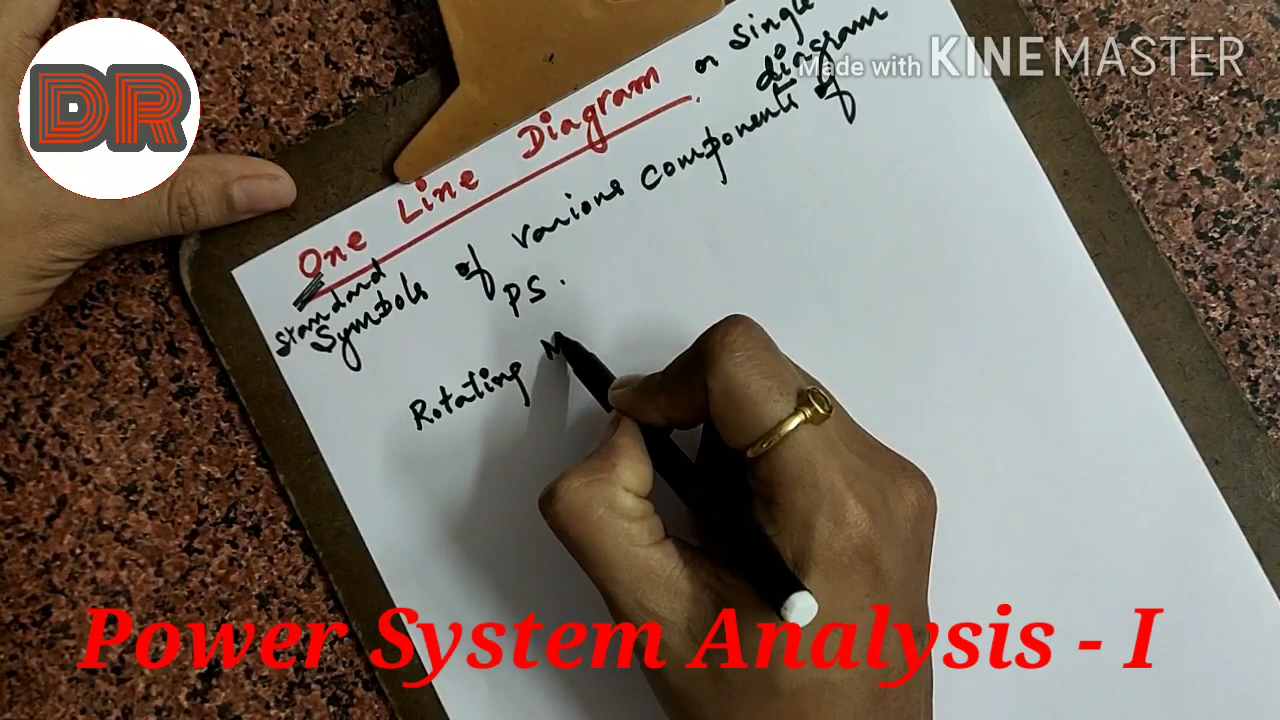 DR
Made with KINEMASTER
One Line Diagram or Single
diagram
Standard
Symbols of various components of
PS.
Rotating M
Power System Analysis - I